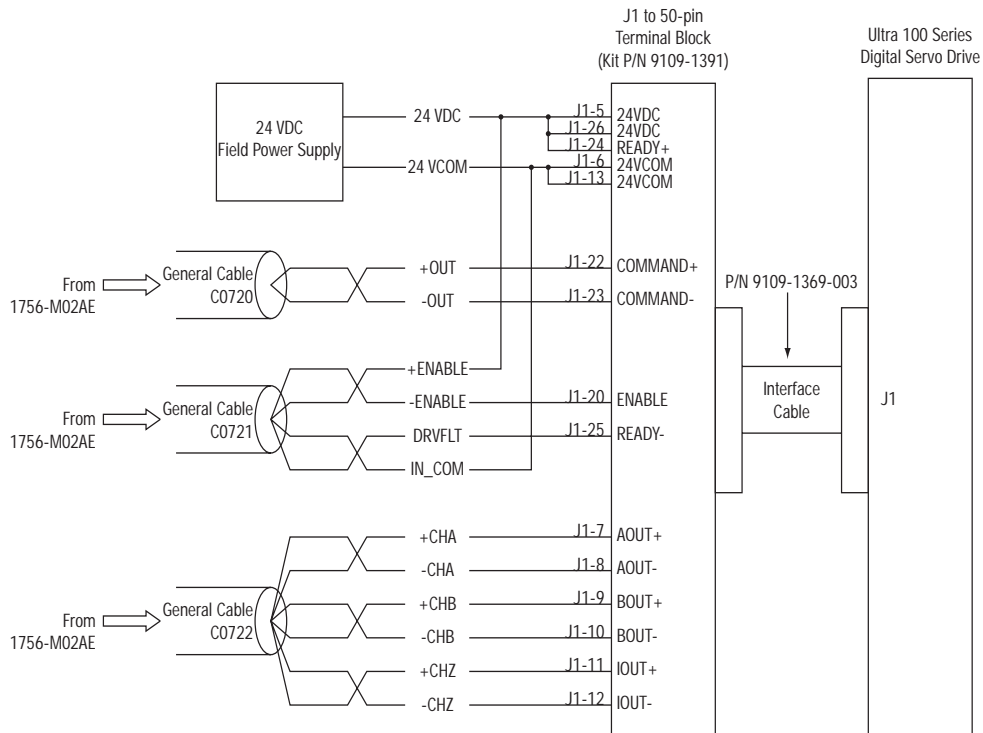 J1 to 50-pin
Terminal Block
(Kit P/N 9109-1391)
Ultra 100 Series
Digital Servo Drive
24 VDC
Field Power Supply
24 VDC
J1-5 24VDC
J1-26 24VDC
J1-24 READY+
24 VCOM
J1-6 24VCOM
J1-13 24VCOM
From
1756-M02AE
General Cable
C0720
+OUT
J1-22 COMMAND+
-OUT
J1-23 COMMAND-
P/N 9109-1369-003
Interface
Cable
J1
From
1756-M02AE
General Cable
C0721
+ENABLE
-ENABLE
J1-20 ENABLE
DRVFLT
J1-25 READY-
IN_COM
From
1756-M02AE
General Cable
C0722
+CHA
J1-7 AOUT+
-CHA
J1-8 AOUT-
+CHB
J1-9 BOUT+
-CHB
J1-10 BOUT-
+CHZ
J1-11 IOUT+
-CHZ
J1-12 IOUT-